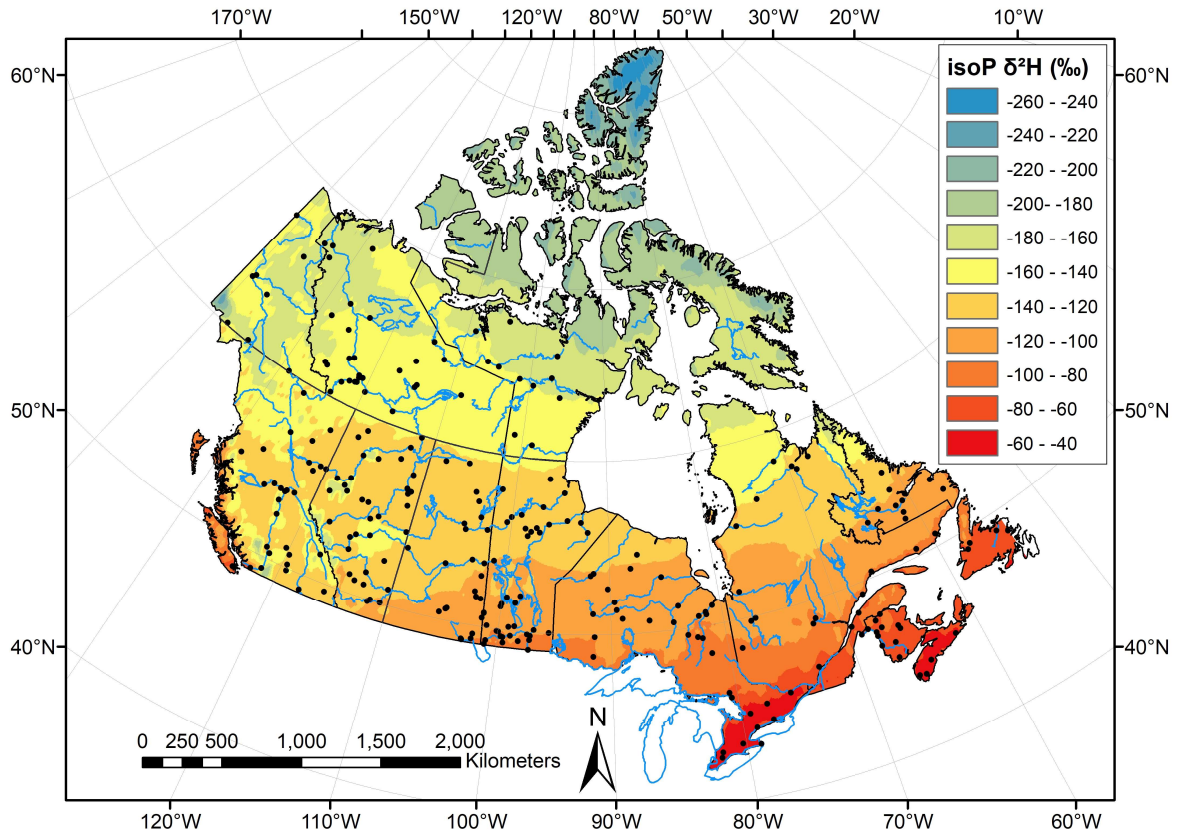 170°W 150°W 120°W 80°W 50°W 30°W 20°W 10°W
60°N 60°N
50°N 50°N
40°N 40°N
isoP δ²H (‰)
-260 - -240
-240 - -220
-220 - -200
-200- -180
-180 - -160
-160 - -140
-140 - -120
-120 - -100
-100 - -80
-80 - -60
-60 - -40
N
0 250 500 1,000 1,500 2,000
Kilometers
120°W 110°W 100°W 90°W 80°W 70°W 60°W